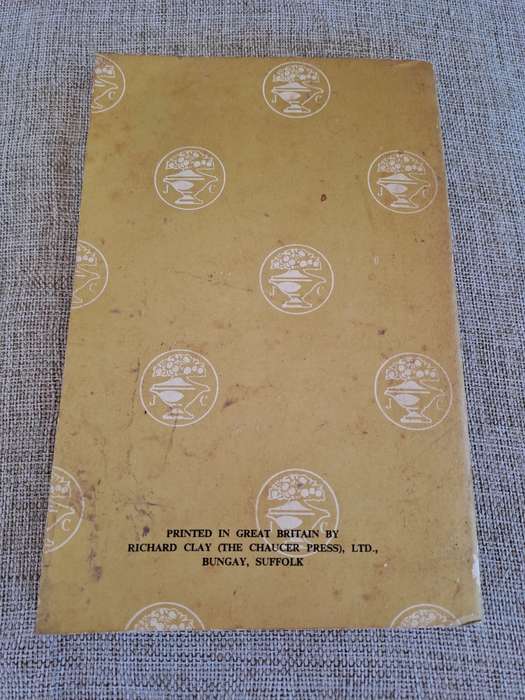 J C
J C
J C
J C
J C
J C
PRINTED IN GREAT BRITAIN BY
RICHARD CLAY (THE CHAUCER PRESS), LTD.,
BUNGAY, SUFFOLK